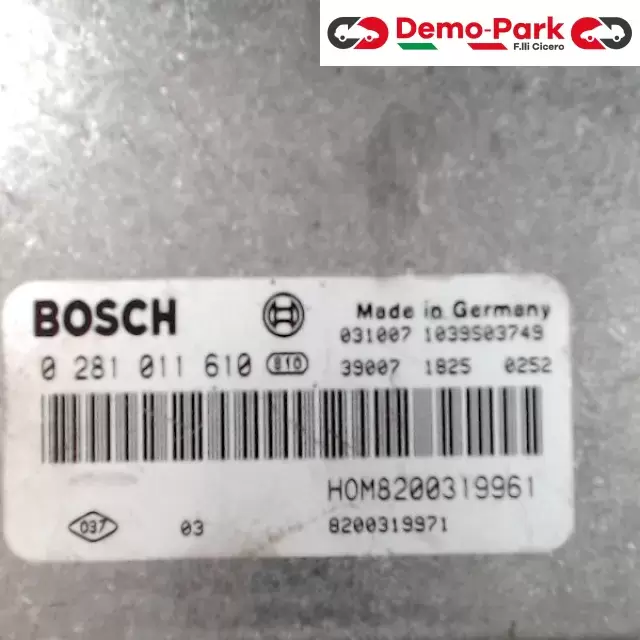 Demo-Park
F.lli Cicero
BOSCH
Made in Germany
031007 1039S03749
0 281 011 610 810
39007 1825 0252
HOM8200319961
037 03 8200319971